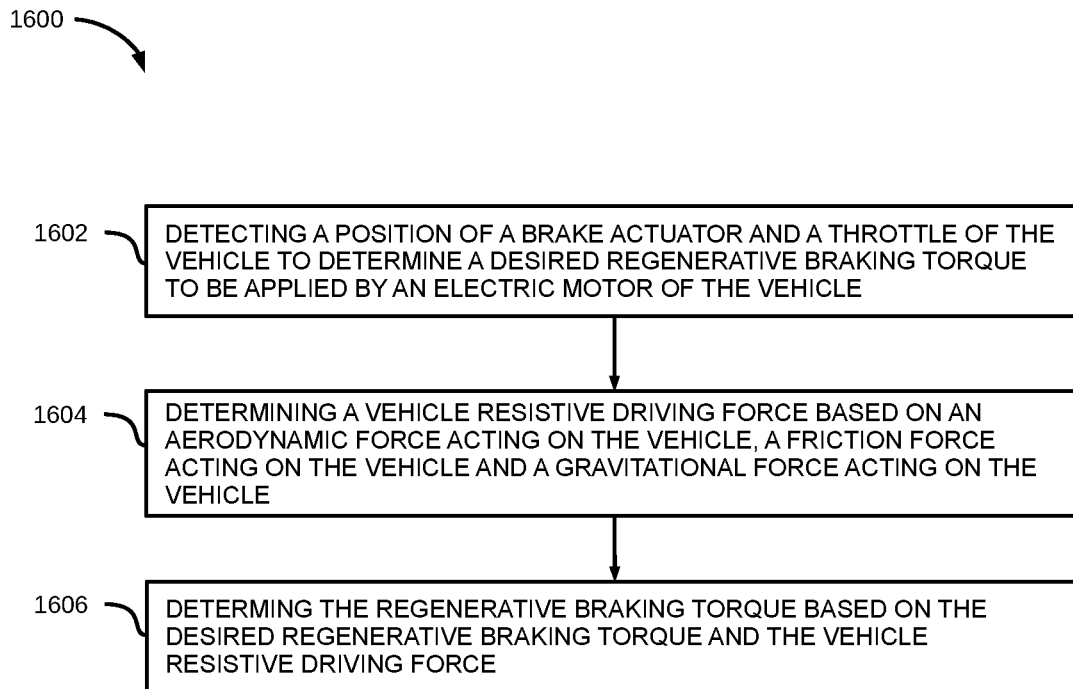 1600
1602
DETECTING A POSITION OF A BRAKE ACTUATOR AND A THROTTLE OF THE
VEHICLE TO DETERMINE A DESIRED REGENERATIVE BRAKING TORQUE
TO BE APPLIED BY AN ELECTRIC MOTOR OF THE VEHICLE
1604
DETERMINING A VEHICLE RESISTIVE DRIVING FORCE BASED ON AN
AERODYNAMIC FORCE ACTING ON THE VEHICLE, A FRICTION FORCE
ACTING ON THE VEHICLE AND A GRAVITATIONAL FORCE ACTING ON THE
VEHICLE
1606
DETERMING THE REGENERATIVE BRAKING TORQUE BASED ON THE
DESIRED REGENERATIVE BRAKING TORQUE AND THE VEHICLE
RESISTIVE DRIVING FORCE